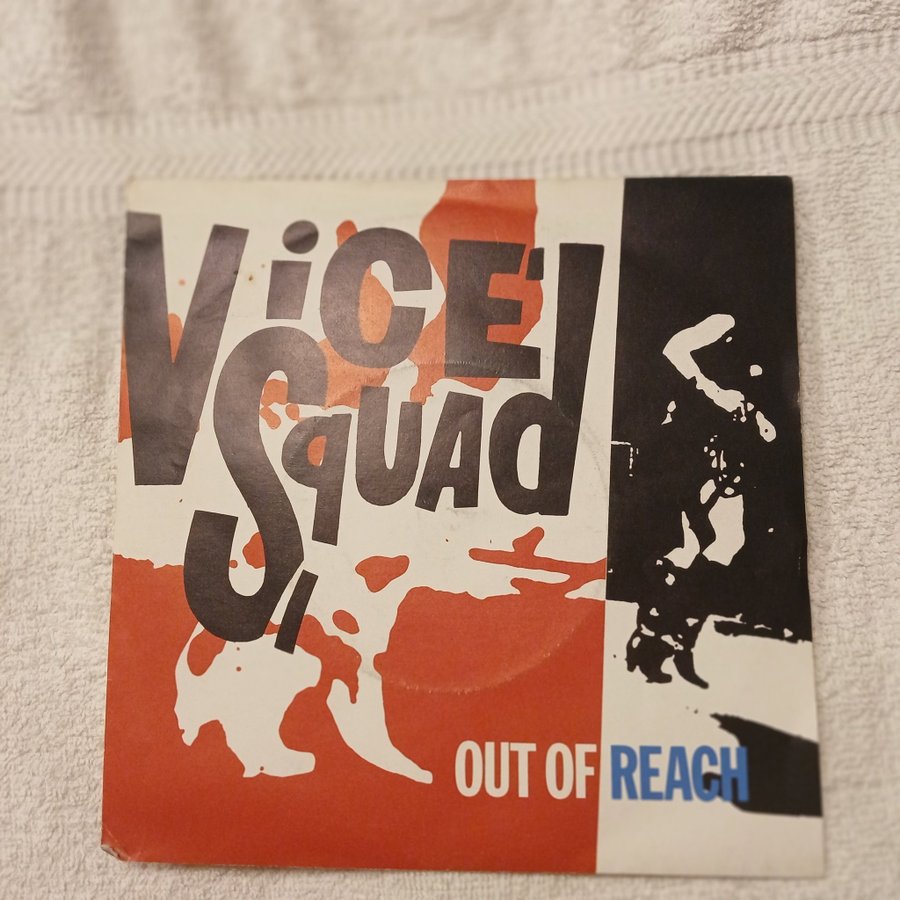 ViCE
SquAd
OUT OF REACH